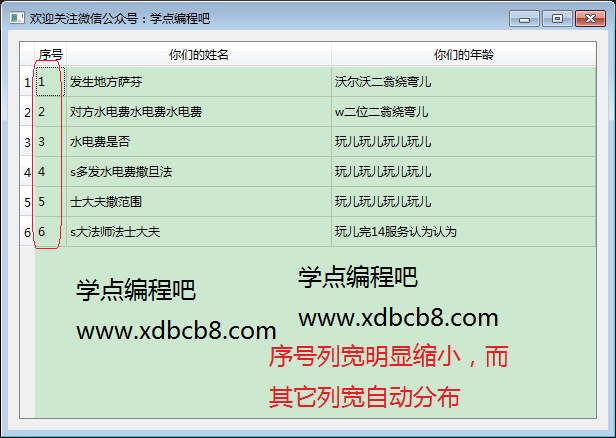 欢迎关注微信公众号：学点编程吧
序号 你们的姓名 你们的年龄
1 1 发生地方萨芬 沃尔沃二翁绕弯儿
2 2 对方水电费水电费水电费 w二位二翁绕弯儿
3 3 水电费是否 玩儿玩儿玩儿玩儿
4 4 s多发水电费撒旦法 玩儿玩儿玩儿玩儿
5 5 士大夫撒范围 玩儿玩儿玩儿玩儿
6 6 s大法师法士大夫 玩儿完14服务认为认为
学点编程吧 学点编程吧
www.xdbcb8.com www.xdbcb8.com
序号列宽明显缩小，而
其它列宽自动分布